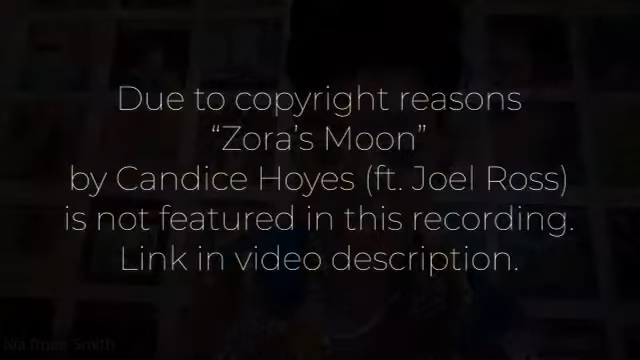 Due to copyright reasons
“Zora’s Moon”
by Candice Hoyes (ft. Joel Ross)
is not featured in this recording.
Link in video description.
Smith